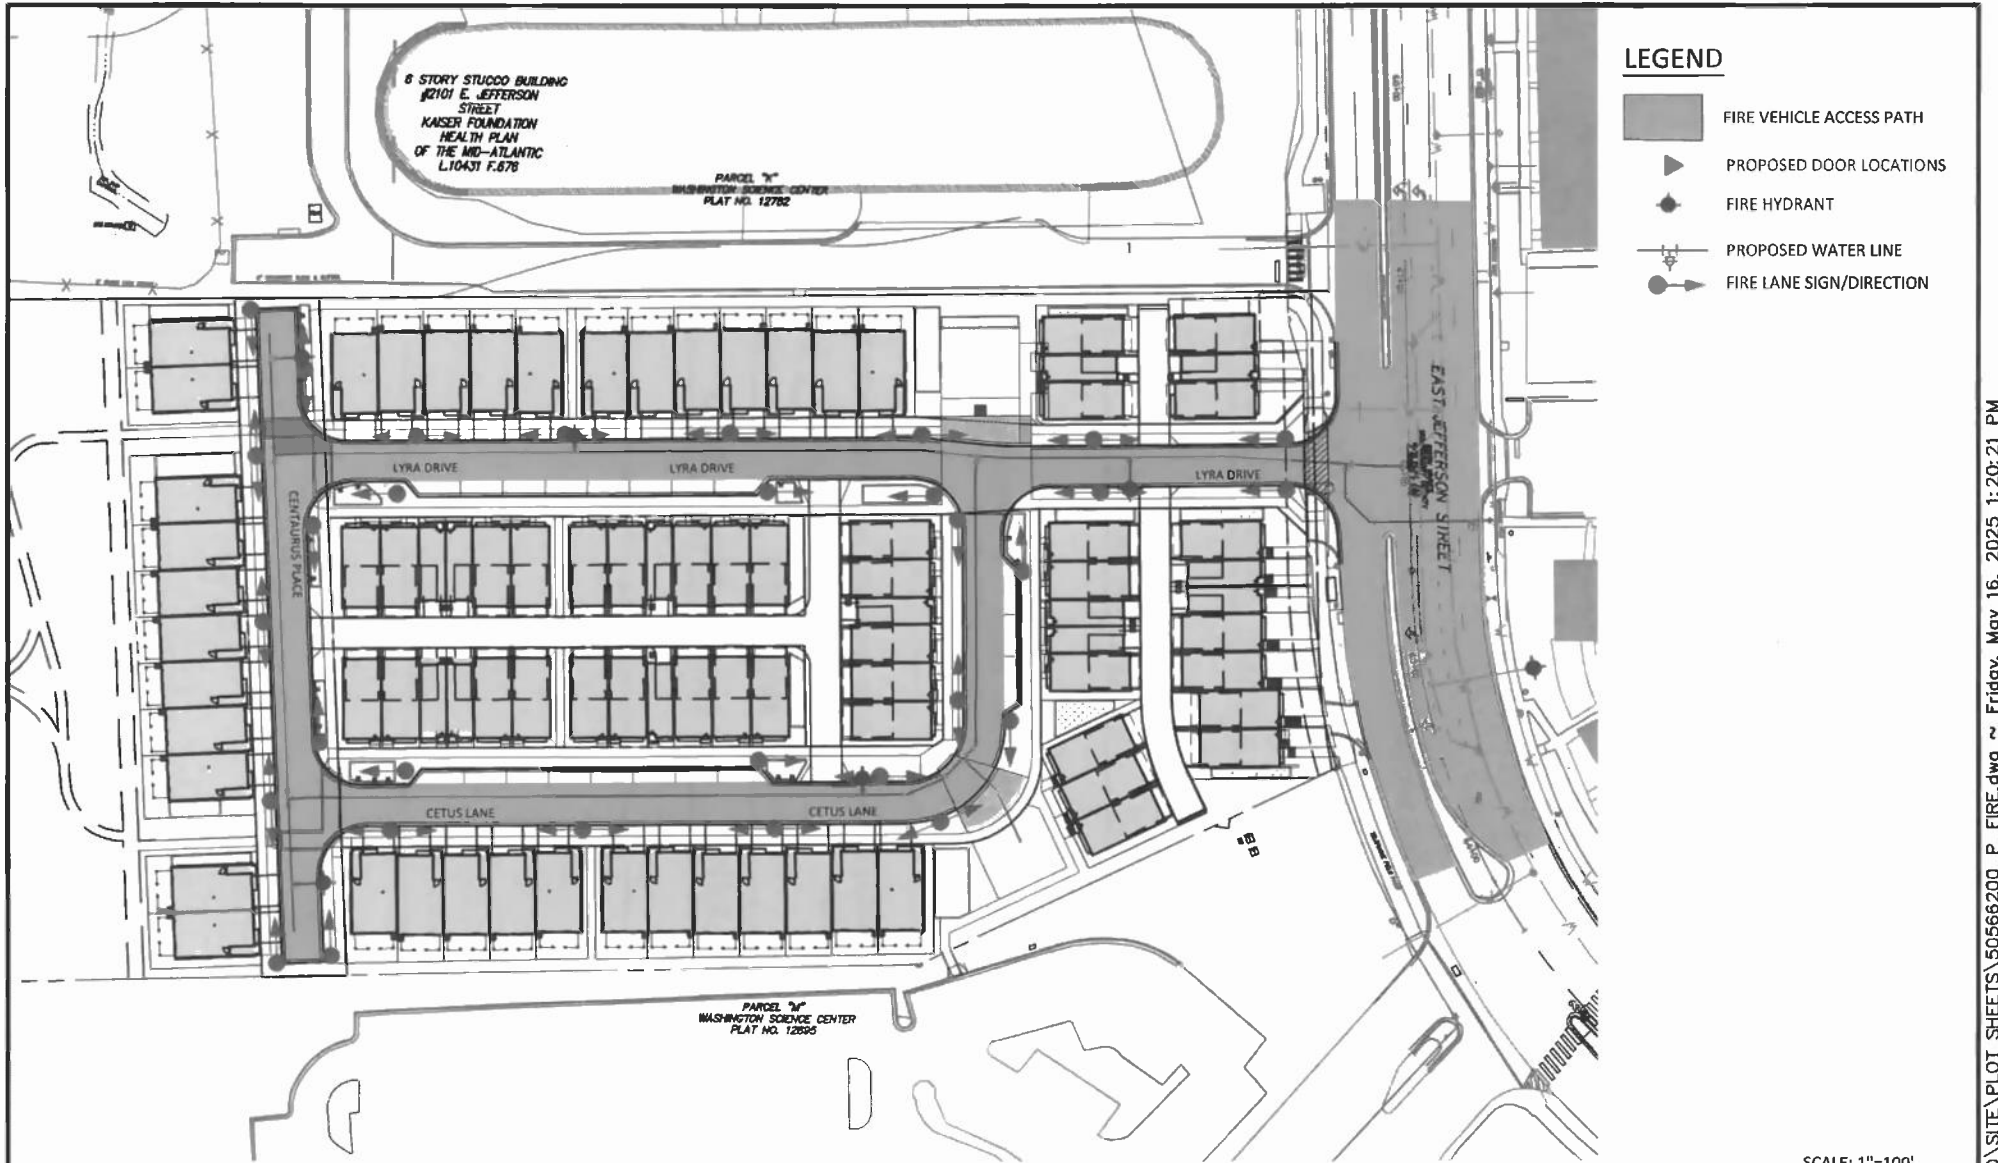 6 STORY STUCCO BUILDING
#2101 E. JEFFERSON
STREET
KAISER FOUNDATION
HEALTH PLAN
OF THE MID-ATLANTIC
L.10431 F.676
PARCEL "K"
WASHINGTON SCIENCE CENTER
PLAT NO. 12782
LEGEND
FIRE VEHICLE ACCESS PATH
PROPOSED DOOR LOCATIONS
FIRE HYDRANT
PROPOSED WATER LINE
FIRE LANE SIGN/DIRECTION
LYRA DRIVE
LYRA DRIVE
LYRA DRIVE
EAST JEFFERSON STREET
CENTAURUS PLACE
CETUS LANE
CETUS LANE
PARCEL "M"
WASHINGTON SCIENCE CENTER
PLAT NO. 12695
SCALE: 1"=100'
\SITE\PLOT SHEETS\50566200_P_FIRE.dwg ~ Friday, May 16, 2025 1:20:21 PM